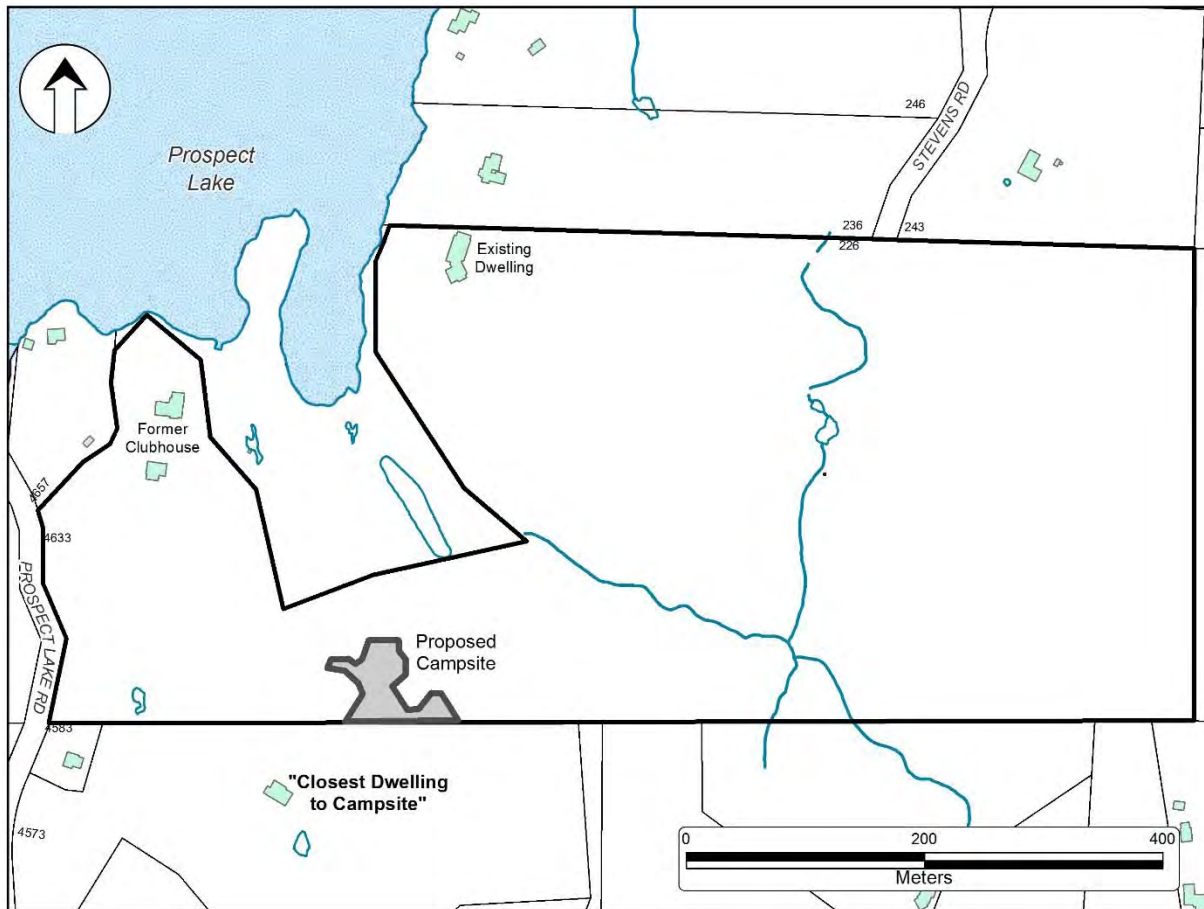 Prospect
Lake
246
STEVENS RD
236
243
226
Existing
Dwelling
Former
Clubhouse
4657
4633
PROSPECT LAKE RD
Proposed
Campsite
4583
"Closest Dwelling
to Campsite"
4573
0 200 400
Meters